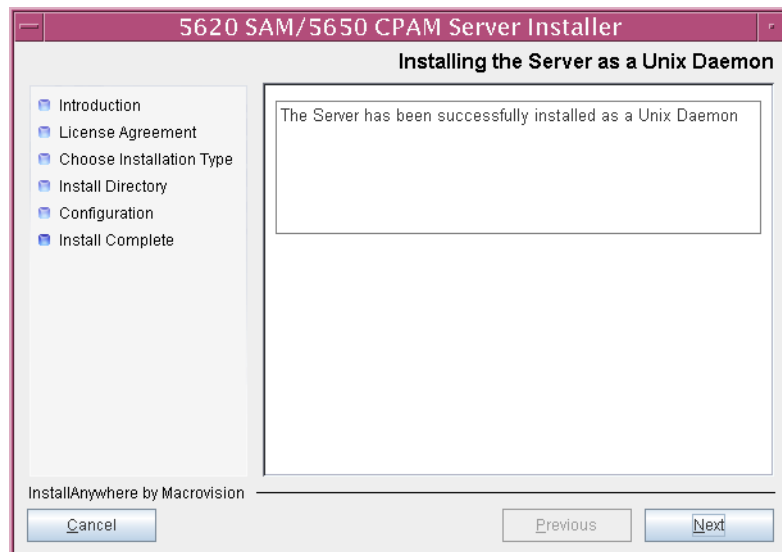 5620 SAM/5650 CPAM Server Installer
Installing the Server as a Unix Daemon
Introduction
License Agreement
Choose Installation Type
Install Directory
Configuration
Install Complete
The Server has been successfully installed as a Unix Daemon
InstallAnywhere by Macrovision
Cancel
Previous
Next